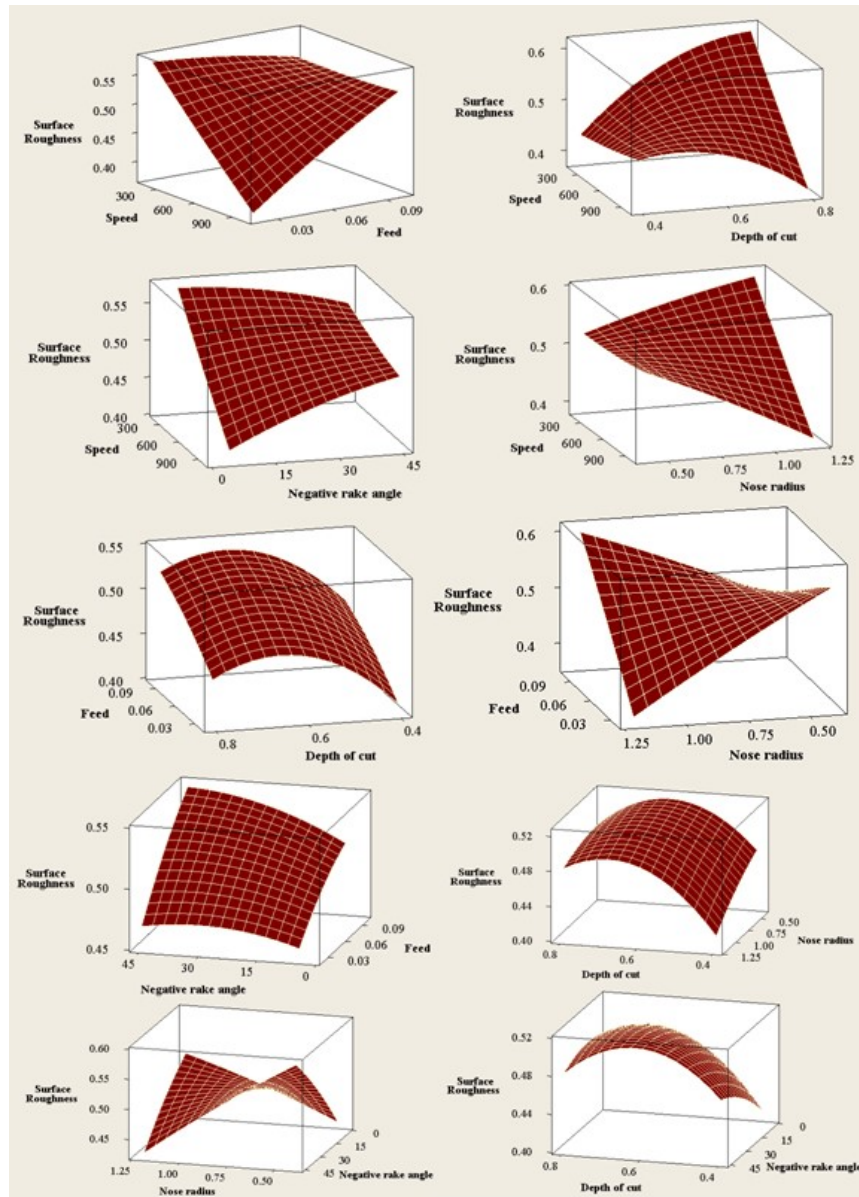 0.55
0.50
Surface
Roughness
0.45
0.40
300
600
Speed
900
0.03
0.06
0.09
Feed
0.6
Surface
Roughness
0.5
0.4
300
600
Speed
900
0.4
0.6
0.8
Depth of cut
0.55
0.50
Surface
Roughness
0.45
0.40
300
600
Speed
900
0
15
30
45
Negative rake angle
0.6
Surface
Roughness
0.5
0.4
300
600
Speed
900
0.50
0.75
1.00
1.25
Nose radius
0.55
0.50
Surface
Roughness
0.45
0.40
0.09
0.06
Feed
0.03
0.8
0.6
0.4
Depth of cut
0.6
Surface
Roughness
0.5
0.4
0.09
0.06
Feed
0.03
1.25
1.00
0.75
0.50
Nose radius
0.55
Surface
Roughness
0.50
0.45
45
30
15
0
Negative rake angle
0.09
0.06
0.03
Feed
0.52
Surface
Roughness
0.48
0.44
0.40
0.8
0.6
0.4
Depth of cut
0.50
0.75
1.00
1.25
Nose radius
0.60
0.55
Surface
Roughness
0.50
0.45
1.25
1.00
0.75
0.50
Nose radius
0
15
30
45
Negative rake angle
0.52
Surface
Roughness
0.48
0.44
0.40
0.8
0.6
0.4
Depth of cut
0
15
30
45
Negative rake angle